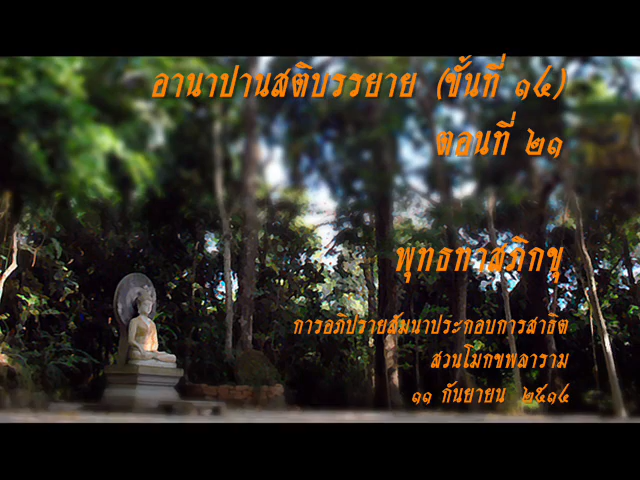 อานาปานสติบรรยาย (ขั้นที่ ๑๔)
ตอนที่ ๒๑
พุทธทาสภิกขุ
การอภิปรายสัมนาประกอบการสาธิต
สวนโมกขพลาราม
๑๑ กันยายน ๒๕๑๔